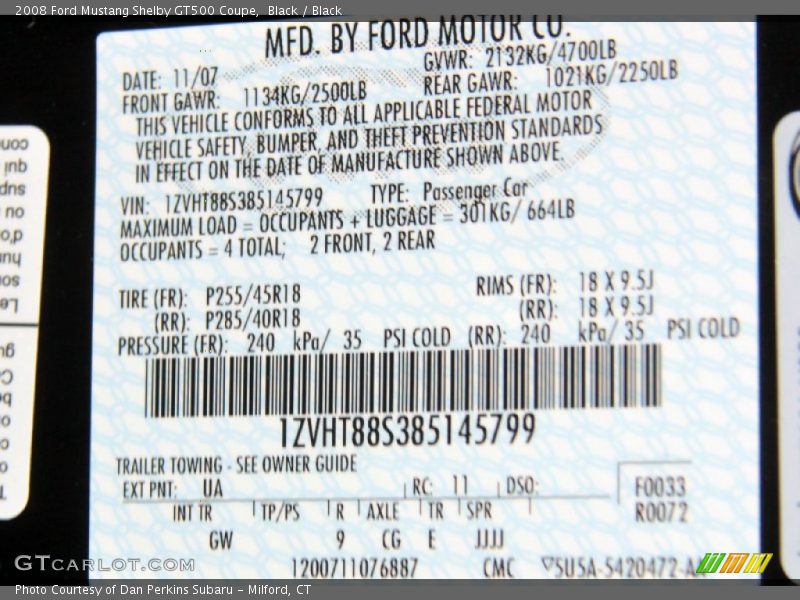 2008 Ford Mustang Shelby GT500 Coupe, Black / Black
MFD. BY FORD MOTOR CO.
DATE: 11/07 GVWR: 2132KG/4700LB
FRONT GAWR: 1134KG/2500LB REAR GAWR: 1021KG/2250LB
THIS VEHICLE CONFORMS TO ALL APPLICABLE FEDERAL MOTOR
VEHICLE SAFETY, BUMPER, AND THEFT PREVENTION STANDARDS
IN EFFECT ON THE DATE OF MANUFACTURE SHOWN ABOVE.
VIN: 1ZVHT88S385145799 TYPE: Passenger Car
MAXIMUM LOAD = OCCUPANTS + LUGGAGE = 301KG/ 664LB
OCCUPANTS = 4 TOTAL; 2 FRONT, 2 REAR
TIRE (FR): P255/45R18 RIMS (FR): 18 X 9.5J
(RR): P285/40R18 (RR): 18 X 9.5J
PRESSURE (FR): 240 kPa/ 35 PSI COLD (RR): 240 kPa/ 35 PSI COLD
1ZVHT88S385145799
TRAILER TOWING - SEE OWNER GUIDE
EXT PNT: UA RC: 11 DSO: F0033
INT TR TP/PS R AXLE TR SPR R0072
GW 9 CG E JJJJ
1200711076887 CMC ▽5U5A-5420472-AA
GTcarlot.com
Photo Courtesy of Dan Perkins Subaru – Milford, CT